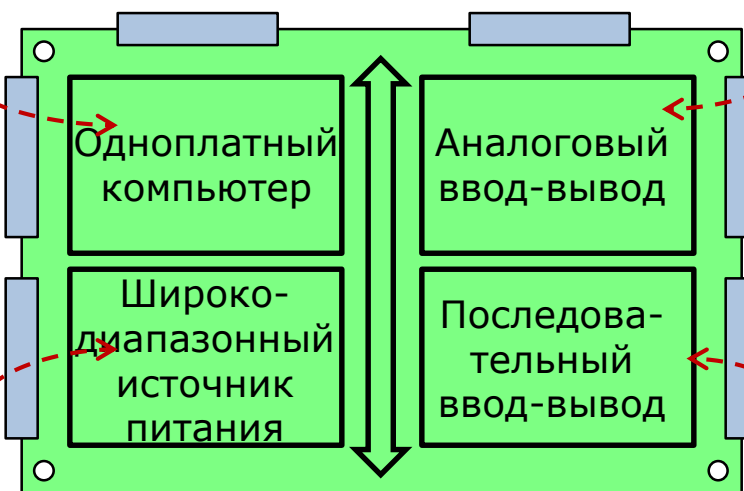 Одноплатный
компьютер
Аналоговый
ввод-вывод
Широко-
диапазонный
источник
питания
Последова-
тельный
ввод-вывод